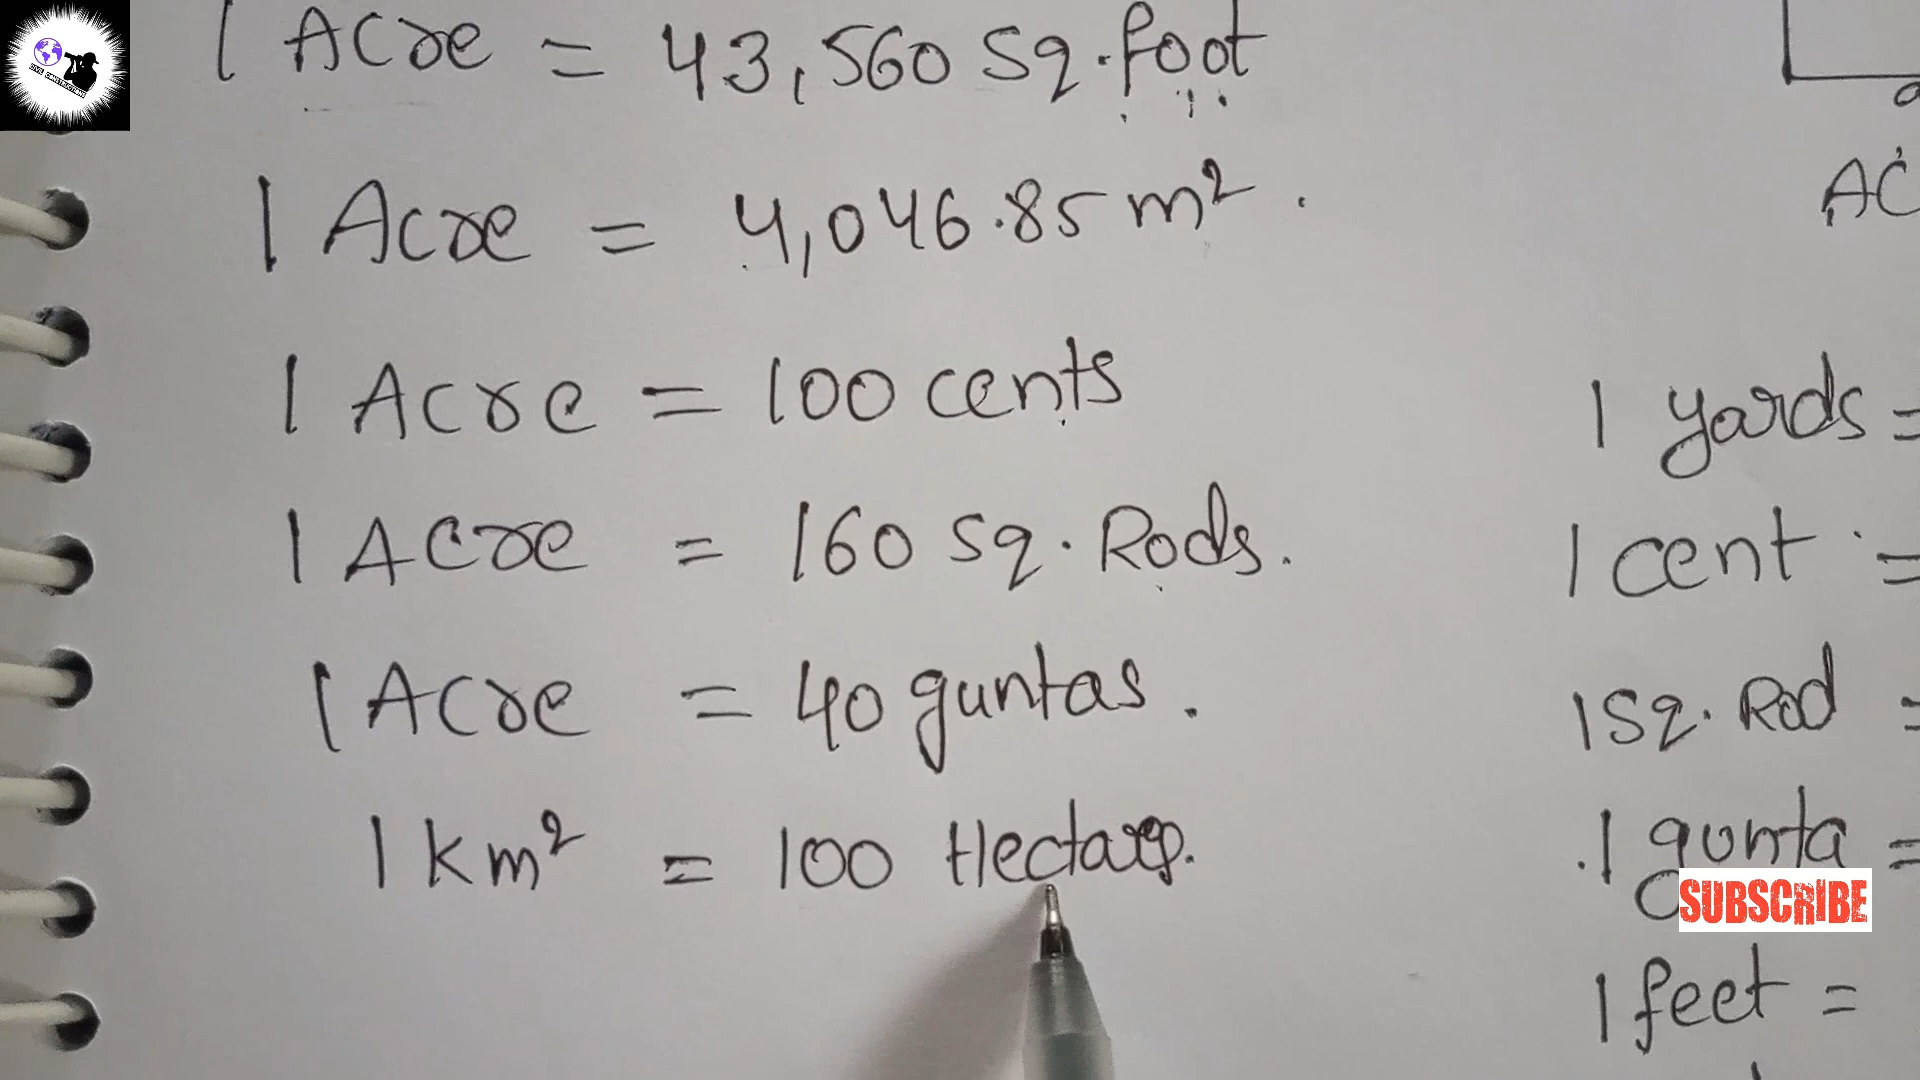 1 Acre = 43,560 Sq.foot
1 Acre = 4,046.85 m².
1 Acre = 100 cents
1 Acre = 160 Sq. Rods.
1 Acre = 40 guntas.
1 km² = 100 Hectares.
AC
1 yards =
1 cent =
1 Sq. Rod =
.1 gunta =
SUBSCRIBE
1 feet =